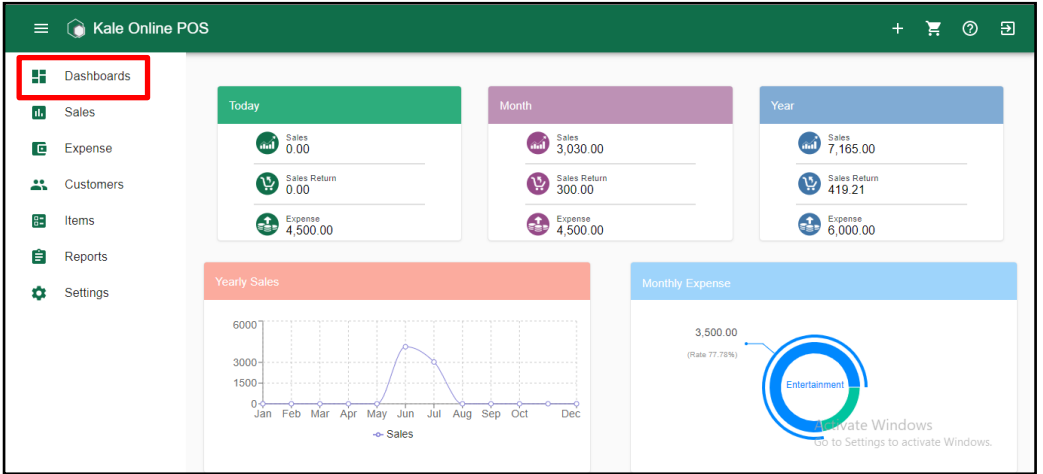 Kale Online POS
Dashboards
Sales
Expense
Customers
Items
Reports
Settings
Today
Sales
0.00
Sales Return
0.00
Expense
4,500.00
Month
Sales
3,030.00
Sales Return
300.00
Expense
4,500.00
Year
Sales
7,165.00
Sales Return
419.21
Expense
6,000.00
Yearly Sales
6000
3000
1500
0
Jan Feb Mar Apr May Jun Jul Aug Sep Oct Dec
Sales
Monthly Expense
3,500.00
(Rate 77.78%)
Entertainment
Activate Windows
Go to Settings to activate Windows.